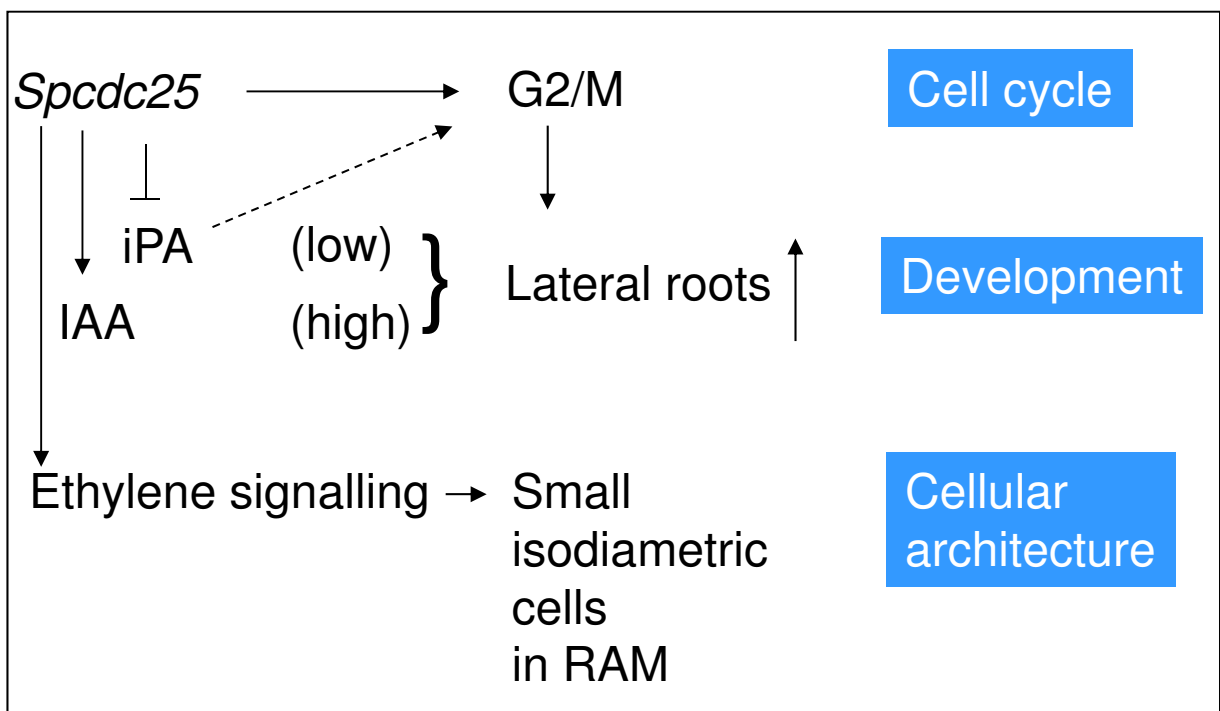 Spcdc25
G2/M
Cell cycle
iPA
(low)
}
IAA
(high)
Lateral roots
Development
Ethylene signalling
Small
isodiametric
cells
in RAM
Cellular
architecture